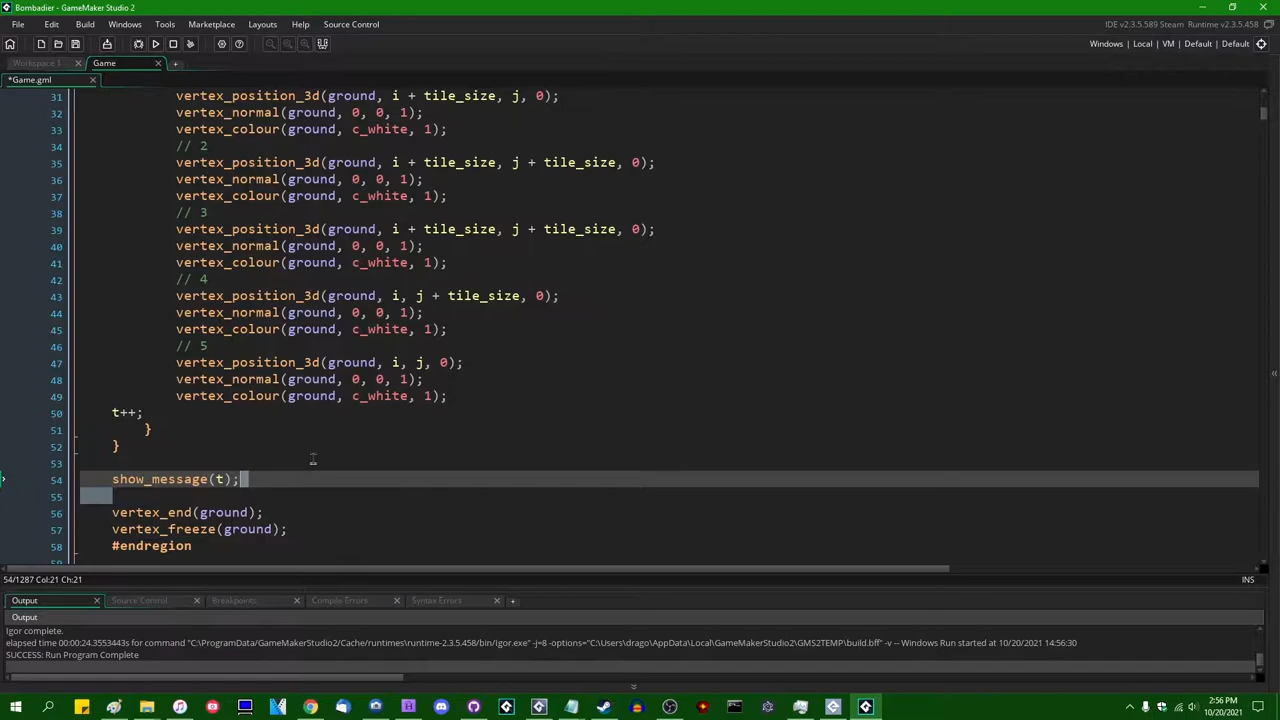 Bombadier - GameMaker Studio 2
File Edit Build Windows Tools Marketplace Layouts Help Source Control
IDE v2.3.5.589 Steam Runtime v2.3.5.458
Windows | Local | VM | Default | Default
Workspace 1 Game
*Game.gml
31 vertex_position_3d(ground, i + tile_size, j, 0);
32 vertex_normal(ground, 0, 0, 1);
33 vertex_colour(ground, c_white, 1);
34 // 2
35 vertex_position_3d(ground, i + tile_size, j + tile_size, 0);
36 vertex_normal(ground, 0, 0, 1);
37 vertex_colour(ground, c_white, 1);
38 // 3
39 vertex_position_3d(ground, i + tile_size, j + tile_size, 0);
40 vertex_normal(ground, 0, 0, 1);
41 vertex_colour(ground, c_white, 1);
42 // 4
43 vertex_position_3d(ground, i, j + tile_size, 0);
44 vertex_normal(ground, 0, 0, 1);
45 vertex_colour(ground, c_white, 1);
46 // 5
47 vertex_position_3d(ground, i, j, 0);
48 vertex_normal(ground, 0, 0, 1);
49 vertex_colour(ground, c_white, 1);
50 t++;
51 }
52 }
53
54 show_message(t);
55
56 vertex_end(ground);
57 vertex_freeze(ground);
58 #endregion
59
54/1287 Col:21 Ch:21 INS
Output Source Control Breakpoints Compile Errors Syntax Errors
Output
Igor complete.
elapsed time 00:00:24.3553443s for command "C:\ProgramData/GameMakerStudio2/Cache/runtimes\runtime-2.3.5.458/bin/Igor.exe" -j=8 -options="C:\Users\drago\AppData\Local\GameMakerStudio2\GMS2TEMP\build.bff" -v -- Windows Run started at 10/20/2021 14:56:30
SUCCESS: Run Program Complete
2:56 PM
10/20/2021